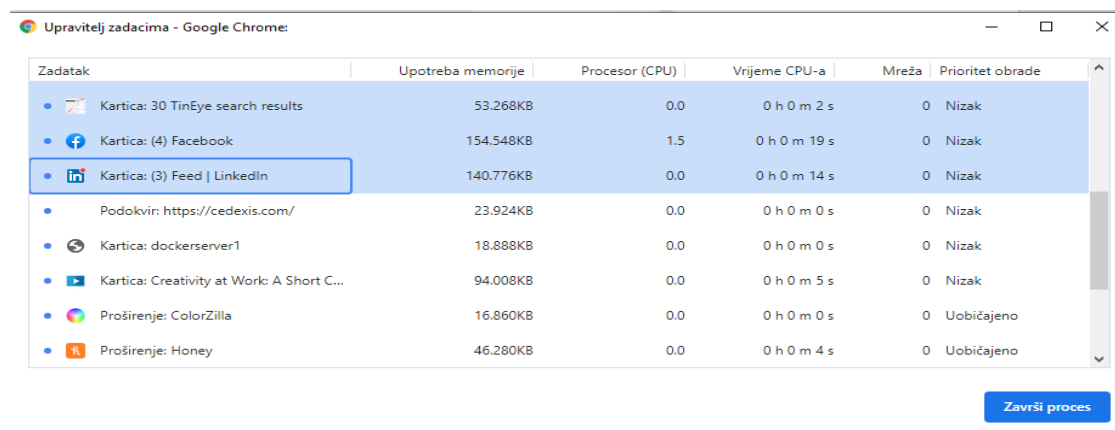 Upravitelj zadacima - Google Chrome:
Zadatak Upotreba memorije Procesor (CPU) Vrijeme CPU-a Mreža Prioritet obrade
Kartica: 30 TinEye search results 53.268KB 0.0 0 h 0 m 2 s 0 Nizak
Kartica: (4) Facebook 154.548KB 1.5 0 h 0 m 19 s 0 Nizak
Kartica: (3) Feed | LinkedIn 140.776KB 0.0 0 h 0 m 14 s 0 Nizak
Podokvir: https://cedexis.com/ 23.924KB 0.0 0 h 0 m 0 s 0 Nizak
Kartica: dockerserver1 18.888KB 0.0 0 h 0 m 0 s 0 Nizak
Kartica: Creativity at Work: A Short C... 94.008KB 0.0 0 h 0 m 5 s 0 Nizak
Proširenje: ColorZilla 16.860KB 0.0 0 h 0 m 0 s 0 Uobičajeno
Proširenje: Honey 46.280KB 0.0 0 h 0 m 4 s 0 Uobičajeno
Završi proces